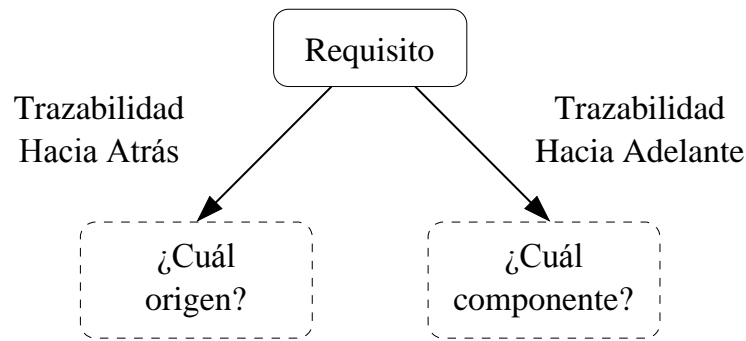 Requisito
Trazabilidad
Hacia Atrás
Trazabilidad
Hacia Adelante
¿Cuál
origen?
¿Cuál
componente?